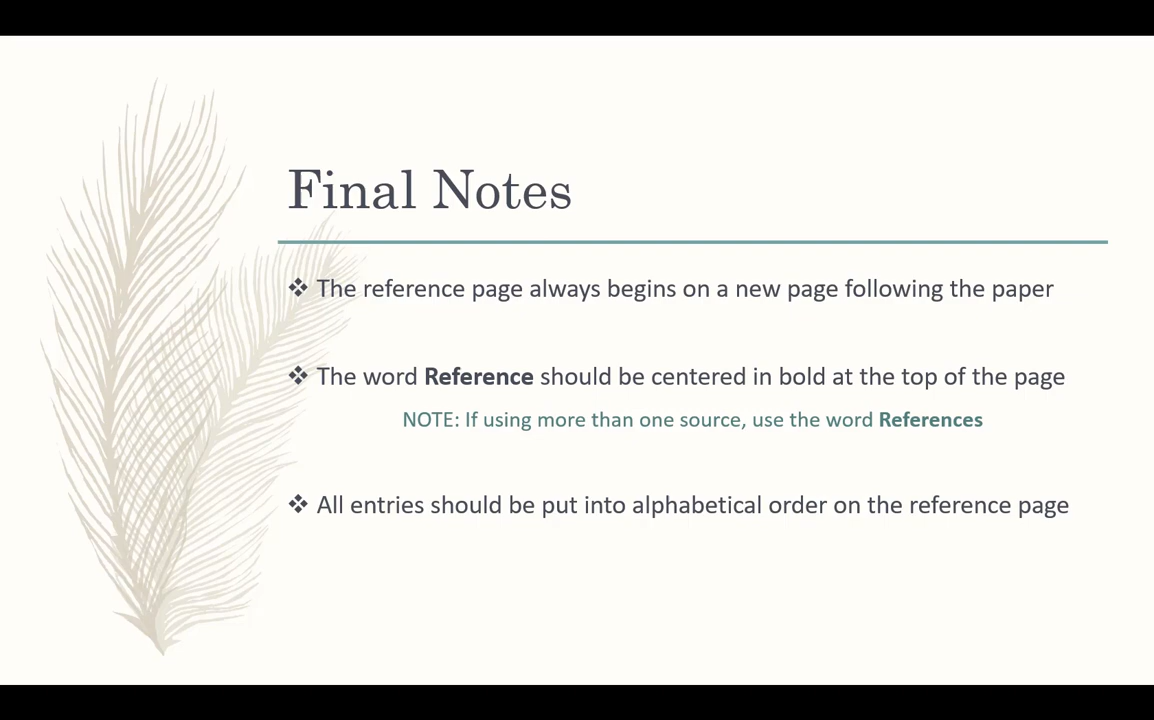 Final Notes
❖ The reference page always begins on a new page following the paper
❖ The word Reference should be centered in bold at the top of the page
NOTE: If using more than one source, use the word References
❖ All entries should be put into alphabetical order on the reference page